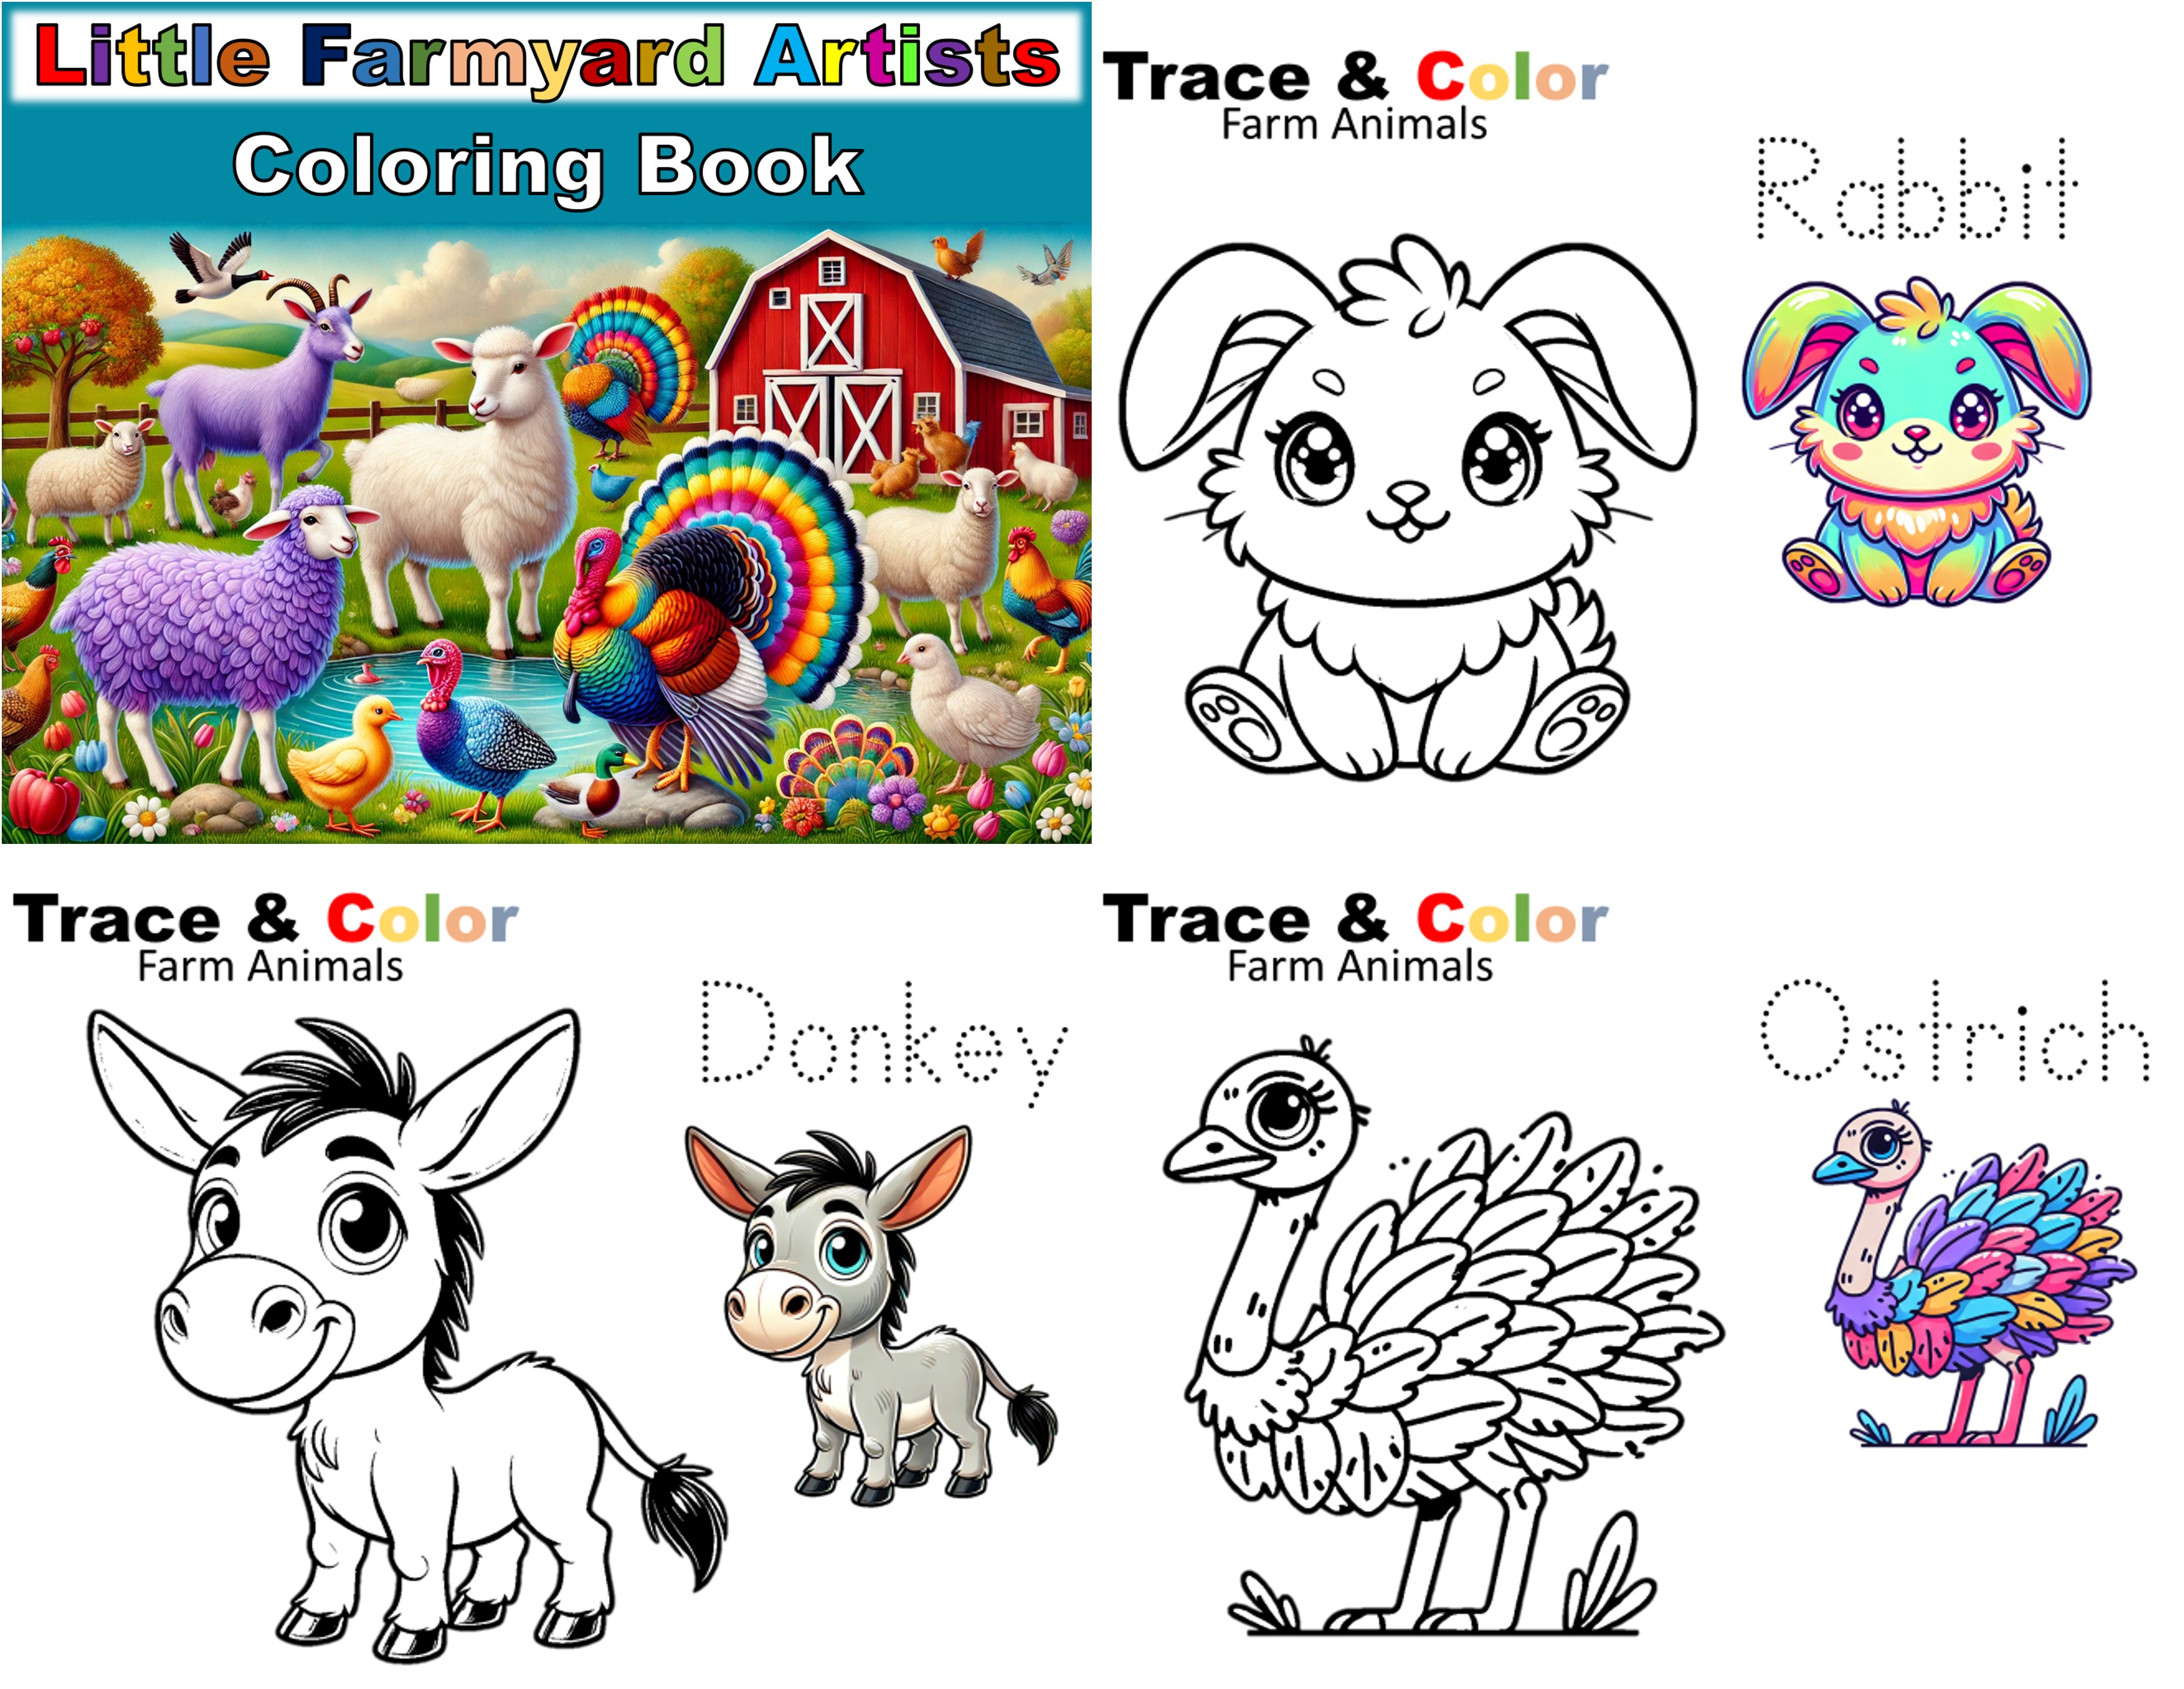 Little Farmyard Artists
Coloring Book
Trace & Color
Farm Animals
Rabbit
Trace & Color
Farm Animals
Donkey
Trace & Color
Farm Animals
Ostrich